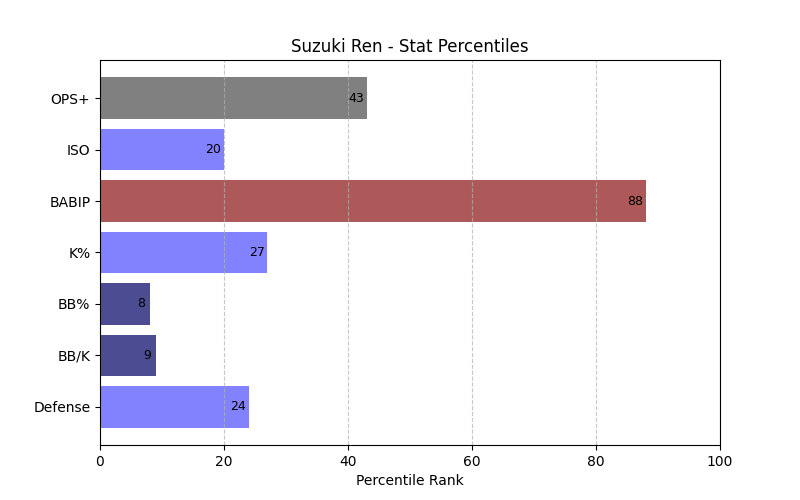 Suzuki Ren - Stat Percentiles
OPS+ 43
ISO 20
BABIP 88
K% 27
BB% 8
BB/K 9
Defense 24
0 20 40 60 80 100
Percentile Rank